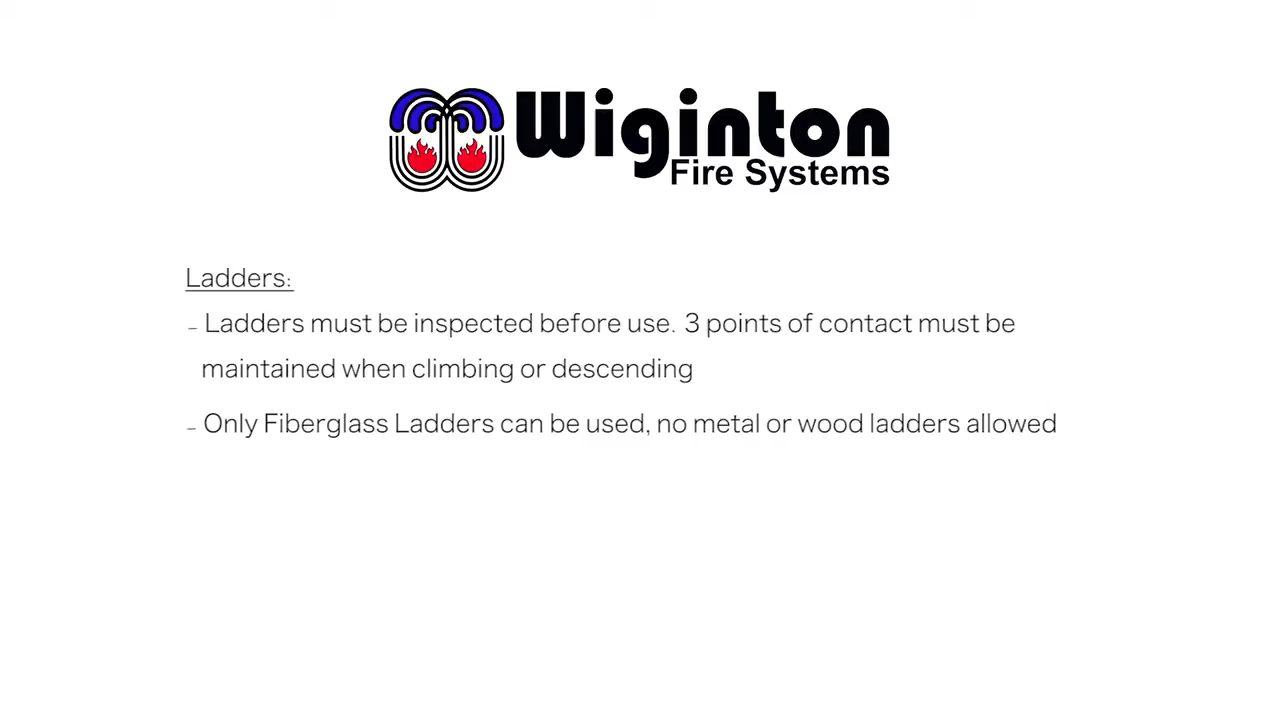 Wiginton
Fire Systems
Ladders:
- Ladders must be inspected before use. 3 points of contact must be
maintained when climbing or descending
- Only Fiberglass Ladders can be used, no metal or wood ladders allowed